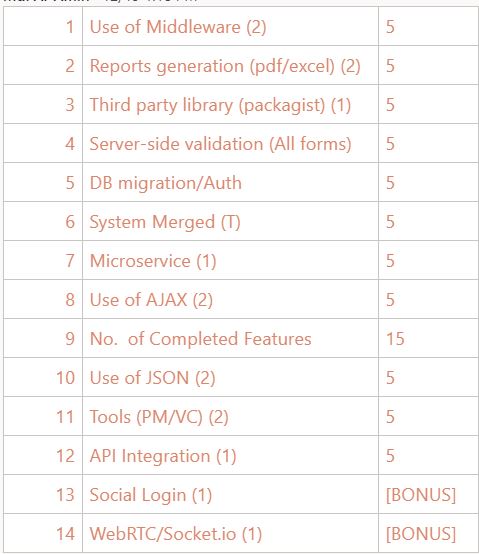 1 Use of Middleware (2) 5
2 Reports generation (pdf/excel) (2) 5
3 Third party library (packagist) (1) 5
4 Server-side validation (All forms) 5
5 DB migration/Auth 5
6 System Merged (T) 5
7 Microservice (1) 5
8 Use of AJAX (2) 5
9 No.  of Completed Features 15
10 Use of JSON (2) 5
11 Tools (PM/VC) (2) 5
12 API Integration (1) 5
13 Social Login (1) [BONUS]
14 WebRTC/Socket.io (1) [BONUS]